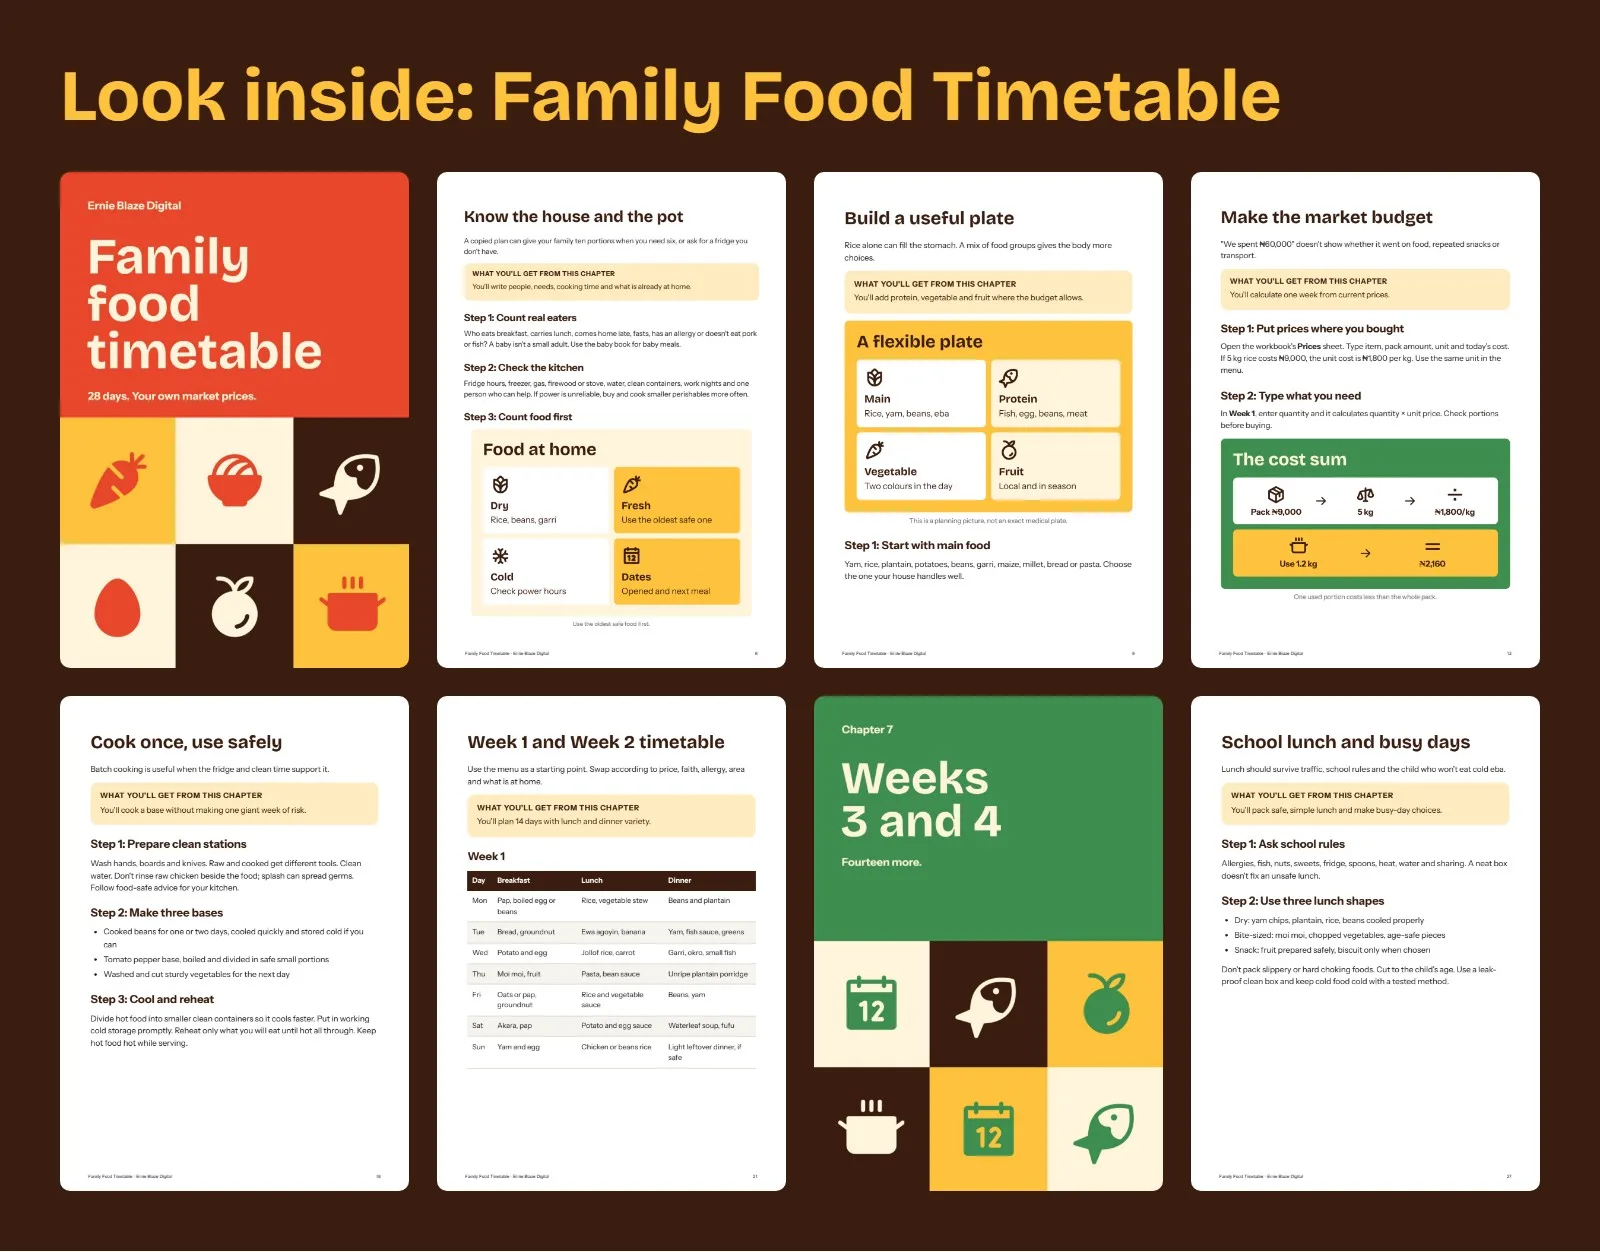 Look inside: Family Food Timetable
Ernie Blaze Digital
Family
food
timetable
28 days. Your own market prices.
Know the house and the pot
A copied plan can give your family ten portions when you need six, or ask for a fridge you
don't have.
WHAT YOU'LL GET FROM THIS CHAPTER
You'll write people, needs, cooking time and what is already at home.
Step 1: Count real eaters
Who eats breakfast, carries lunch, comes home late, fasts, has an allergy or doesn't eat pork
or fish? A baby isn't a small adult. Use the baby book for baby meals.
Step 2: Check the kitchen
Fridge hours, freezer, gas, firewood or stove, water, clean containers, work nights and one
person who can help. If power is unreliable, buy and cook smaller perishables more often.
Step 3: Count food first
Food at home
Dry
Rice, beans, garri
Fresh
Use the oldest safe one
Cold
Check power hours
12
Dates
Opened and next meal
Use the oldest safe food first.
Family Food Timetable · Ernie Blaze Digital
Build a useful plate
Rice alone can fill the stomach. A mix of food groups gives the body more
choices.
WHAT YOU'LL GET FROM THIS CHAPTER
You'll add protein, vegetable and fruit where the budget allows.
A flexible plate
Main
Rice, yam, beans, eba
Protein
Fish, egg, beans, meat
Vegetable
Two colours in the day
Fruit
Local and in season
This is a planning picture, not an exact medical plate.
Step 1: Start with main food
Yam, rice, plantain, potatoes, beans, garri, maize, millet, bread or pasta. Choose
the one your house handles well.
Family Food Timetable · Ernie Blaze Digital
Make the market budget
"We spent ₦60,000" doesn't show whether it went on food, repeated snacks or
transport.
WHAT YOU'LL GET FROM THIS CHAPTER
You'll calculate one week from current prices.
Step 1: Put prices where you bought
Open the workbook's Prices sheet. Type item, pack amount, unit and today's cost.
If 5 kg rice costs ₦9,000, the unit cost is ₦1,800 per kg. Use the same unit in the
menu.
Step 2: Type what you need
In Week 1, enter quantity and it calculates quantity × unit price. Check portions
before buying.
The cost sum
→ → ÷
Pack ₦9,000 5 kg ₦1,800/kg
→ =
Use 1.2 kg ₦2,160
One used portion costs less than the whole pack.
Family Food Timetable · Ernie Blaze Digital 12
Cook once, use safely
Batch cooking is useful when the fridge and clean time support it.
WHAT YOU'LL GET FROM THIS CHAPTER
You'll cook a base without making one giant week of risk.
Step 1: Prepare clean stations
Wash hands, boards and knives. Raw and cooked get different tools. Clean
water. Don't rinse raw chicken beside the food; splash can spread germs.
Follow food-safe advice for your kitchen.
Step 2: Make three bases
• Cooked beans for one or two days, cooled quickly and stored cold if you
can
• Tomato pepper base, boiled and divided in safe small portions
• Washed and cut sturdy vegetables for the next day
Step 3: Cool and reheat
Divide hot food into smaller clean containers so it cools faster. Put in working
cold storage promptly. Reheat only what you will eat until hot all through. Keep
hot food hot while serving.
Family Food Timetable · Ernie Blaze Digital
Week 1 and Week 2 timetable
Use the menu as a starting point. Swap according to price, faith, allergy, area
and what is at home.
WHAT YOU'LL GET FROM THIS CHAPTER
You'll plan 14 days with lunch and dinner variety.
Week 1
Day Breakfast Lunch Dinner
Mon Pap, boiled egg or beans Rice, vegetable stew Beans and plantain
Tue Bread, groundnut Ewa agoyin, banana Yam, fish sauce, greens
Wed Potato and egg Jollof rice, carrot Garri, okro, small fish
Thu Moi moi, fruit Pasta, bean sauce Unripe plantain porridge
Fri Oats or pap, groundnut Rice and vegetable sauce Beans, yam
Sat Akara, pap Potato and egg sauce Waterleaf soup, fufu
Sun Yam and egg Chicken or beans rice Light leftover dinner, if safe
Family Food Timetable · Ernie Blaze Digital 21
Chapter 7
Weeks
3 and 4
Fourteen more.
12
12
School lunch and busy days
Lunch should survive traffic, school rules and the child who won't eat cold eba.
WHAT YOU'LL GET FROM THIS CHAPTER
You'll pack safe, simple lunch and make busy-day choices.
Step 1: Ask school rules
Allergies, fish, nuts, sweets, fridge, spoons, heat, water and sharing. A neat box
doesn't fix an unsafe lunch.
Step 2: Use three lunch shapes
• Dry: yam chips, plantain, rice, beans cooled properly
• Bite-sized: moi moi, chopped vegetables, age-safe pieces
• Snack: fruit prepared safely, biscuit only when chosen
Don't pack slippery or hard choking foods. Cut to the child's age. Use a leak-
proof clean box and keep cold food cold with a tested method.
Family Food Timetable · Ernie Blaze Digital 27